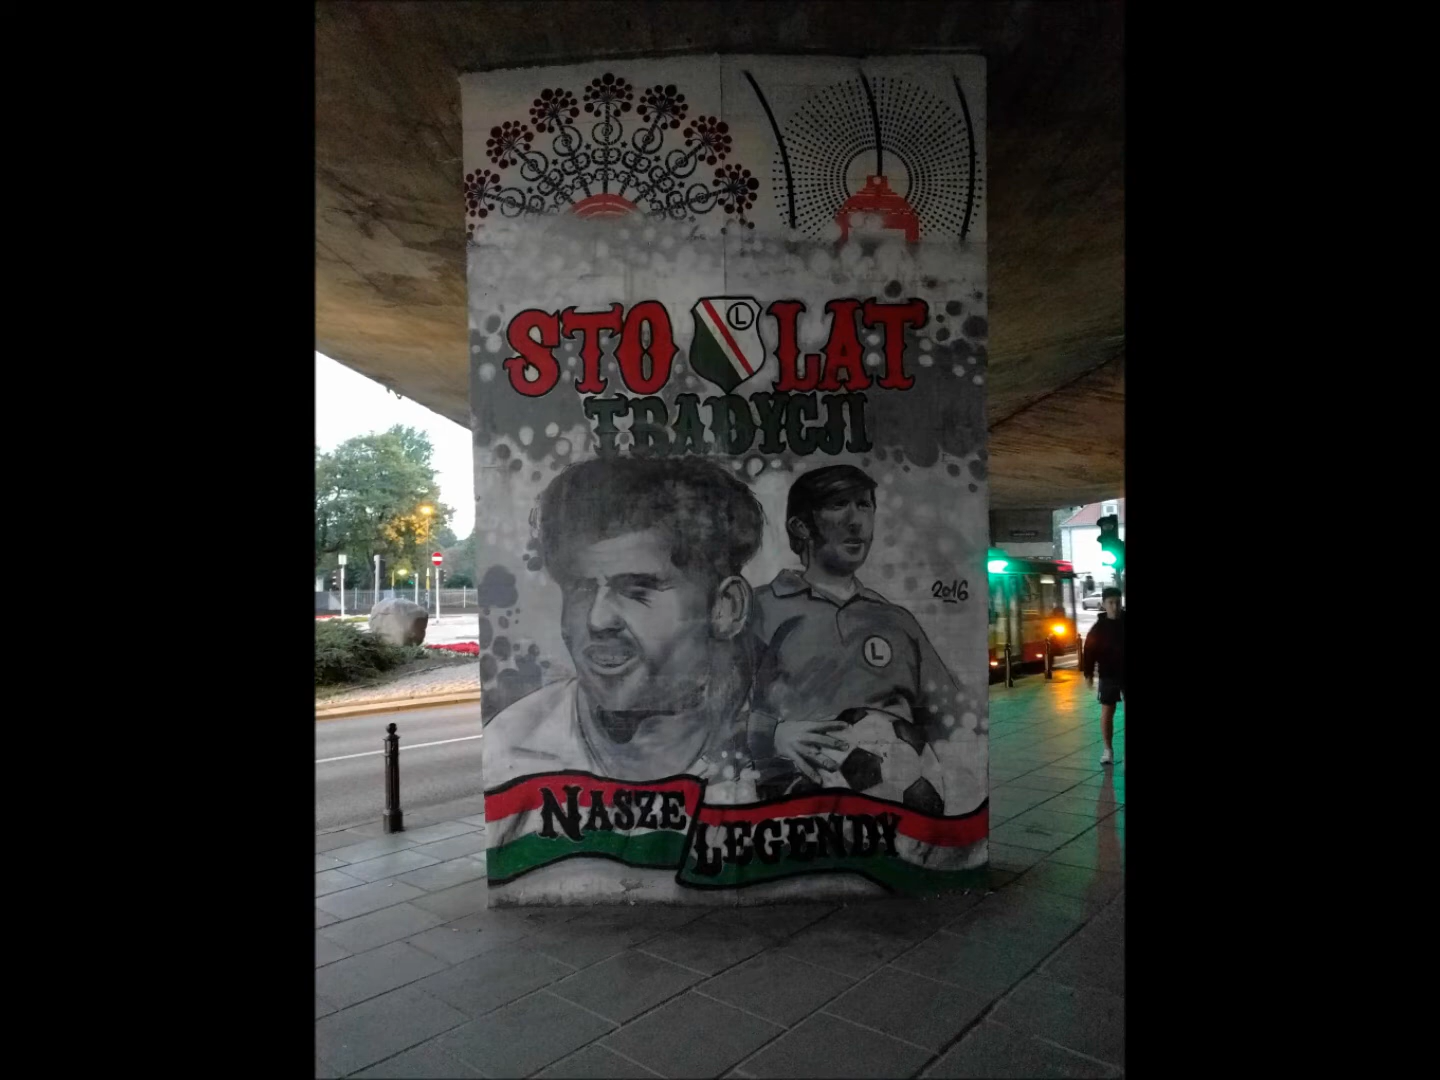 STO L LAT
TRADYCJI
2016
L
NASZE LEGENDY